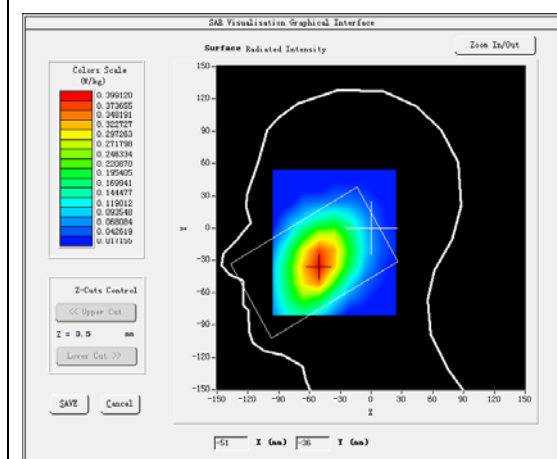 SAR Visualisation Graphical Interface
Surface Radiated Intensity
Zoom In/Out
Colors Scale
(W/kg)
0.399120
0.373655
0.348191
0.322727
0.297263
0.271798
0.246334
0.220870
0.195405
0.169941
0.144477
0.119012
0.093548
0.068084
0.042619
0.017155
Z-Cuts Control
<< Upper Cut
Z = 3.5 mm
Lower Cut >>
SAVE
Cancel
150-
120-
90-
60-
30-
0-
-30-
-60-
-90-
-120-
-150-
Y
-150 -120 -90 -60 -30 0 30 60 90 120 150
X
-51 X (mm) -36 Y (mm)